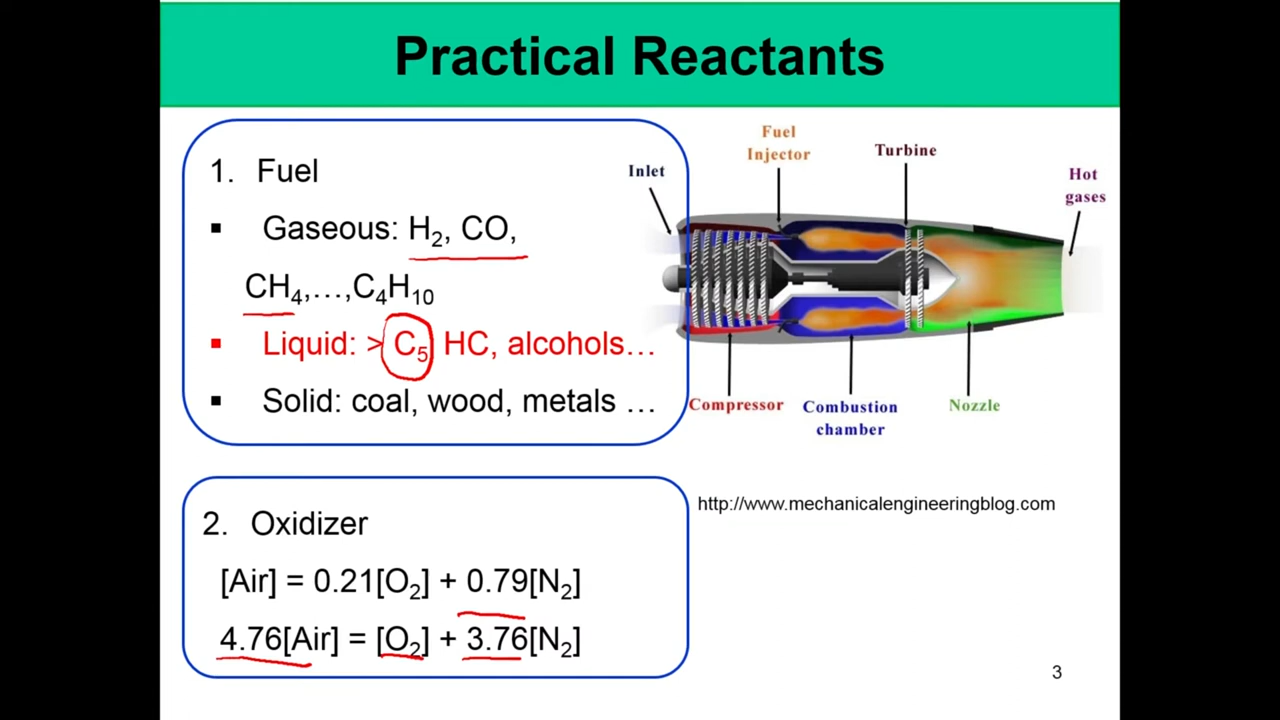 Practical Reactants
1. Fuel
▪ Gaseous: H₂, CO,
CH₄,…,C₄H₁₀
▪ Liquid: > C₅ HC, alcohols…
▪ Solid: coal, wood, metals …
2. Oxidizer
[Air] = 0.21[O₂] + 0.79[N₂]
4.76[Air] = [O₂] + 3.76[N₂]
Inlet
Fuel
Injector
Turbine
Hot
gases
Compressor
Combustion
chamber
Nozzle
http://www.mechanicalengineeringblog.com
3